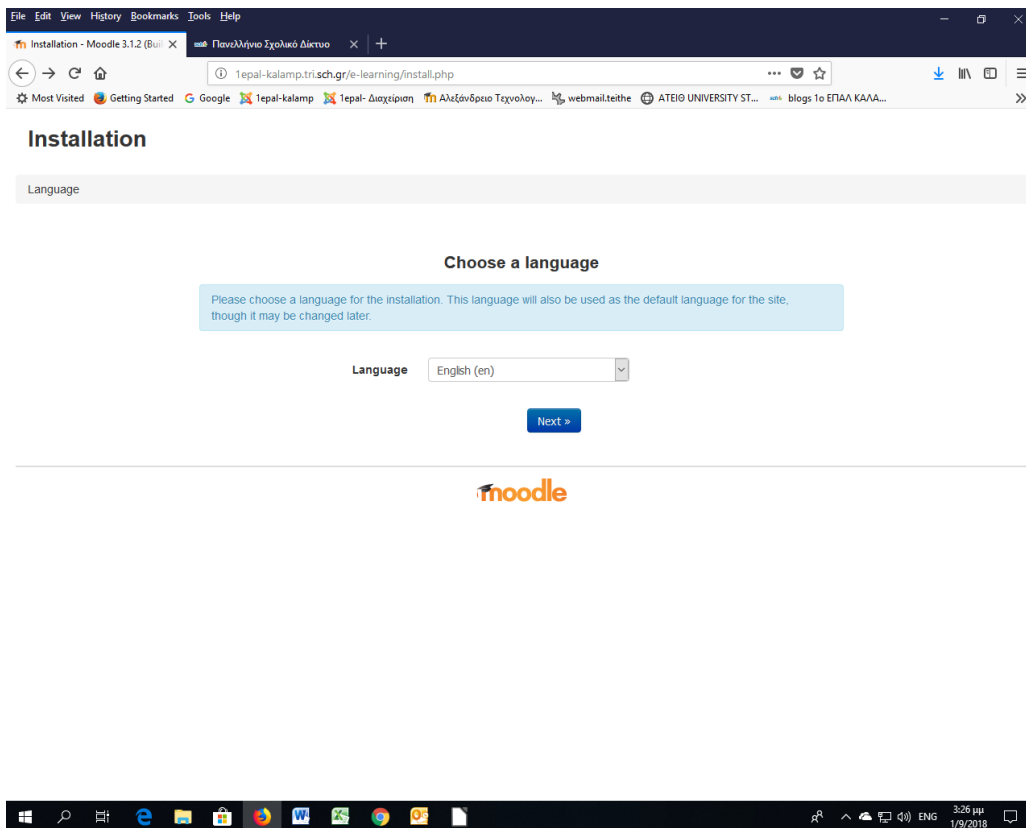 File Edit View History Bookmarks Tools Help
Installation - Moodle 3.1.2 (Buil
Πανελλήνιο Σχολικό Δίκτυο
1epal-kalamp.tri.sch.gr/e-learning/install.php
Most Visited Getting Started Google 1epal-kalamp 1epal- Διαχείριση Αλεξάνδρειο Τεχνολογ... webmail.teithe ΑΤΕΙΘ UNIVERSITY ST... blogs 1ο ΕΠΑΛ ΚΑΛΑ...
Installation
Language
Choose a language
Please choose a language for the installation. This language will also be used as the default language for the site,
though it may be changed later.
Language English (en)
Next »
moodle
ENG 3:26 μμ
1/9/2018